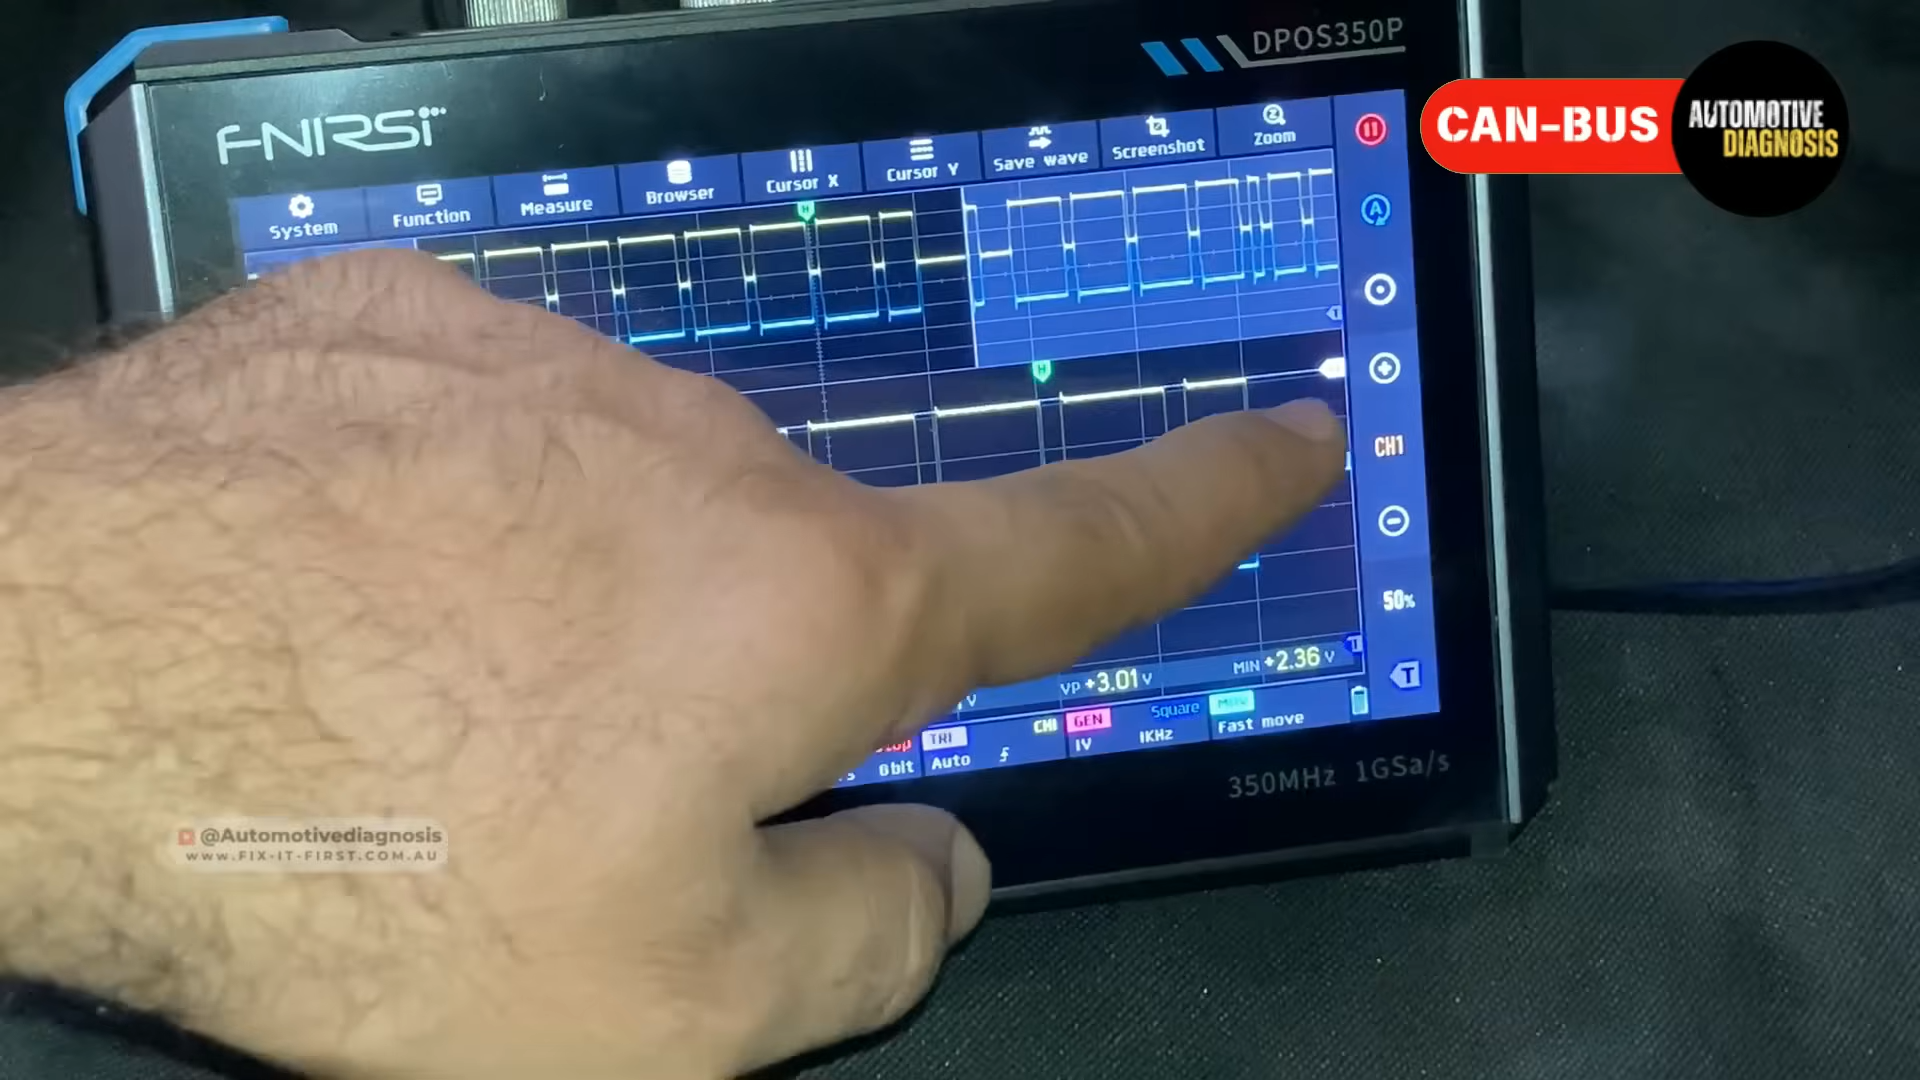 DPOS350P
FNIRSI
CAN-BUS
AUTOMOTIVE
DIAGNOSIS
System
Function
Measure
Browser
Cursor X
Cursor Y
Save wave
Screenshot
Zoom
H
A
H
CH1
50%
T
VP +3.01 V
MIN +2.36 V
V
8bit
TRI
Auto
CH1
GEN
1V
Square
1KHz
Fast move
350MHz 1GSa/s
@Automotivediagnosis
WWW.FIX-IT-FIRST.COM.AU